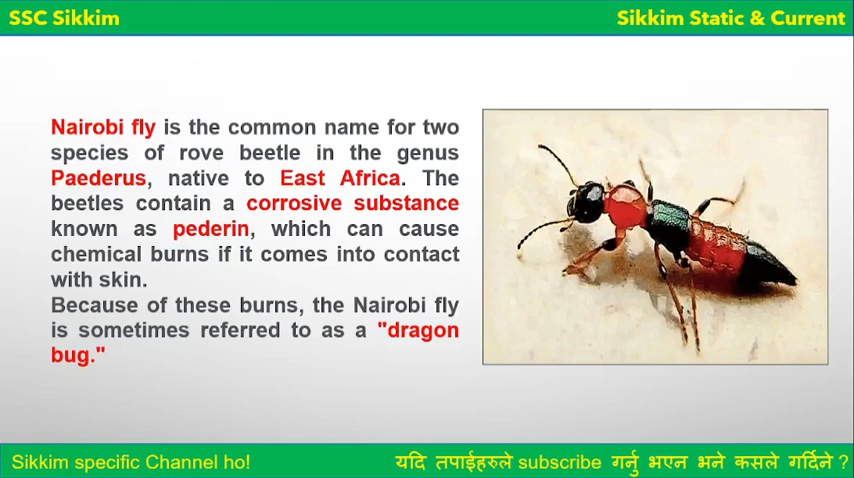 SSC Sikkim
Sikkim Static & Current
Nairobi fly is the common name for two
species of rove beetle in the genus
Paederus, native to East Africa. The
beetles contain a corrosive substance
known as pederin, which can cause
chemical burns if it comes into contact
with skin.
Because of these burns, the Nairobi fly
is sometimes referred to as a "dragon
bug."
Sikkim specific Channel ho!
यदि तपाईहरुले subscribe गर्नु भएन भने कसले गर्दिने ?